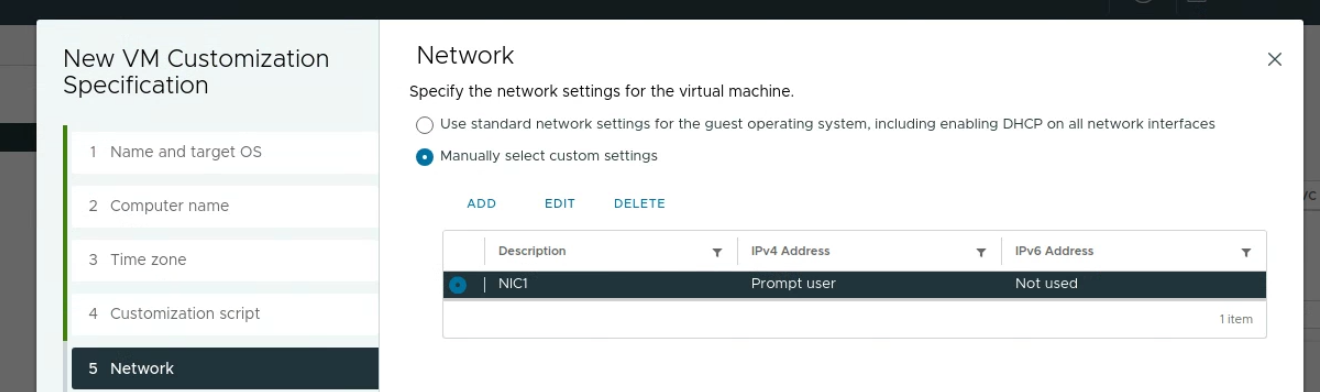 New VM Customization
Specification
1 Name and target OS
2 Computer name
3 Time zone
4 Customization script
5 Network
Network
Specify the network settings for the virtual machine.
Use standard network settings for the guest operating system, including enabling DHCP on all network interfaces
Manually select custom settings
ADD EDIT DELETE
Description IPv4 Address IPv6 Address
NIC1 Prompt user Not used
1 item
VC